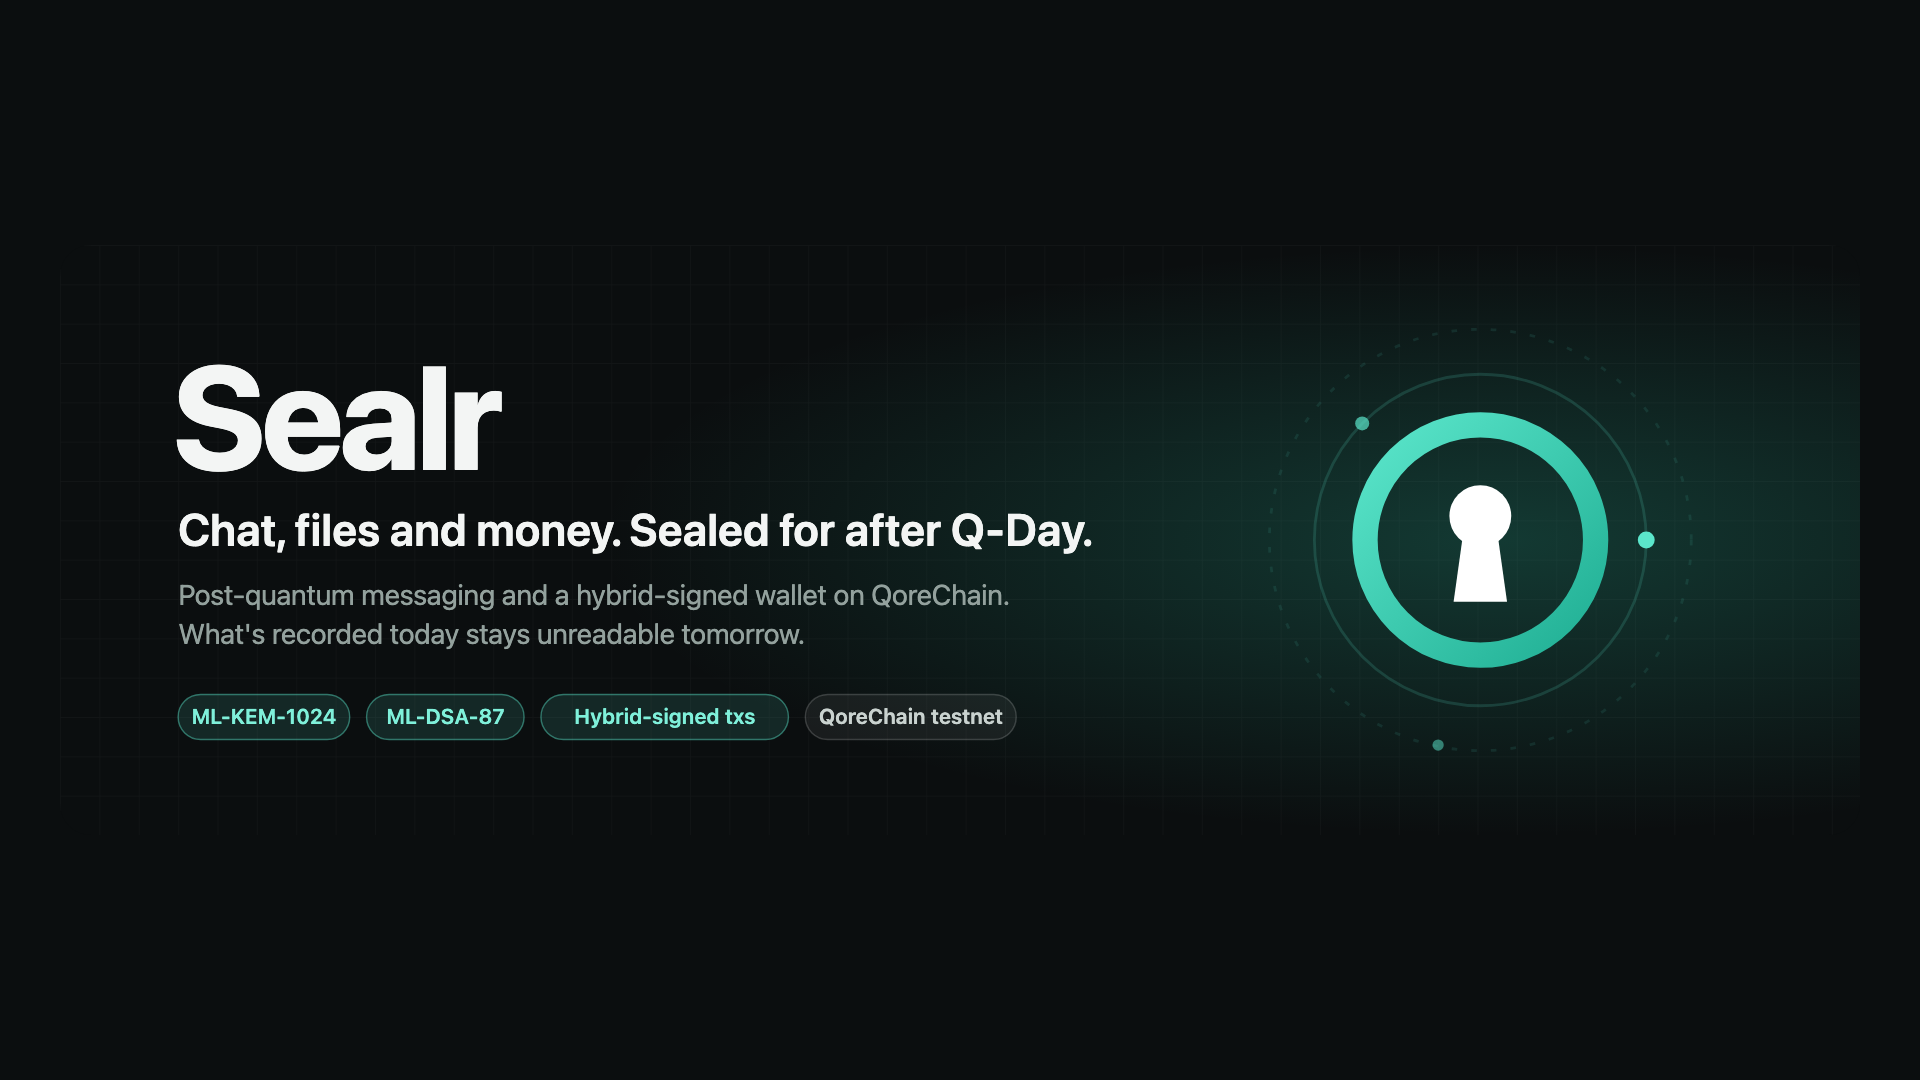 Sealr
Chat, files and money. Sealed for after Q-Day.
Post-quantum messaging and a hybrid-signed wallet on QoreChain.
What's recorded today stays unreadable tomorrow.
ML-KEM-1024
ML-DSA-87
Hybrid-signed txs
QoreChain testnet